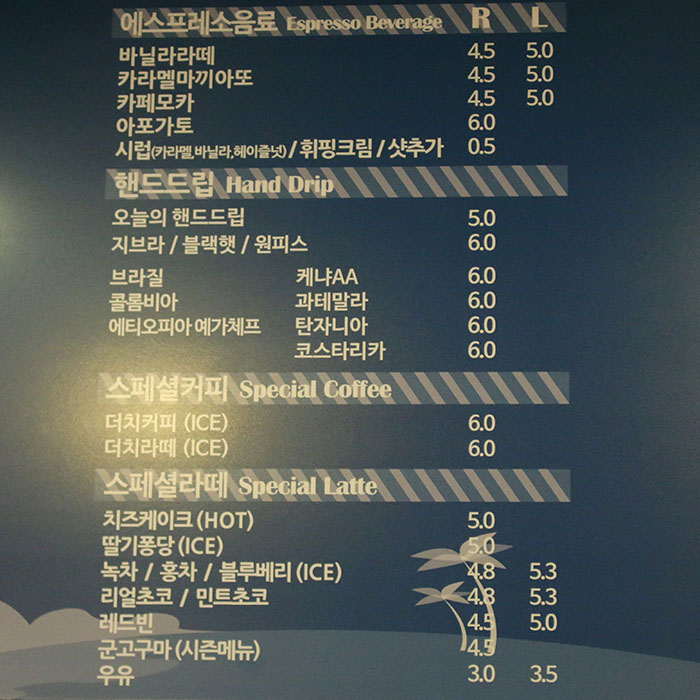 에스프레소음료 Espresso Beverage R L
바닐라라떼 4.5 5.0
카라멜마끼아또 4.5 5.0
카페모카 4.5 5.0
아포가토 6.0
시럽(카라멜,바닐라,헤이즐넛) / 휘핑크림 / 샷추가 0.5
핸드드립 Hand Drip
오늘의 핸드드립 5.0
지브라 / 블랙햇 / 원피스 6.0
브라질 케냐AA 6.0
콜롬비아 과테말라 6.0
에티오피아 예가체프 탄자니아 6.0
코스타리카 6.0
스페셜커피 Special Coffee
더치커피 (ICE) 6.0
더치라떼 (ICE) 6.0
스페셜라떼 Special Latte
치즈케이크 (HOT) 5.0
딸기퐁당 (ICE) 5.0
녹차 / 홍차 / 블루베리 (ICE) 4.8 5.3
리얼초코 / 민트초코 4.8 5.3
레드빈 4.5 5.0
군고구마 (시즌메뉴) 4.5
우유 3.0 3.5